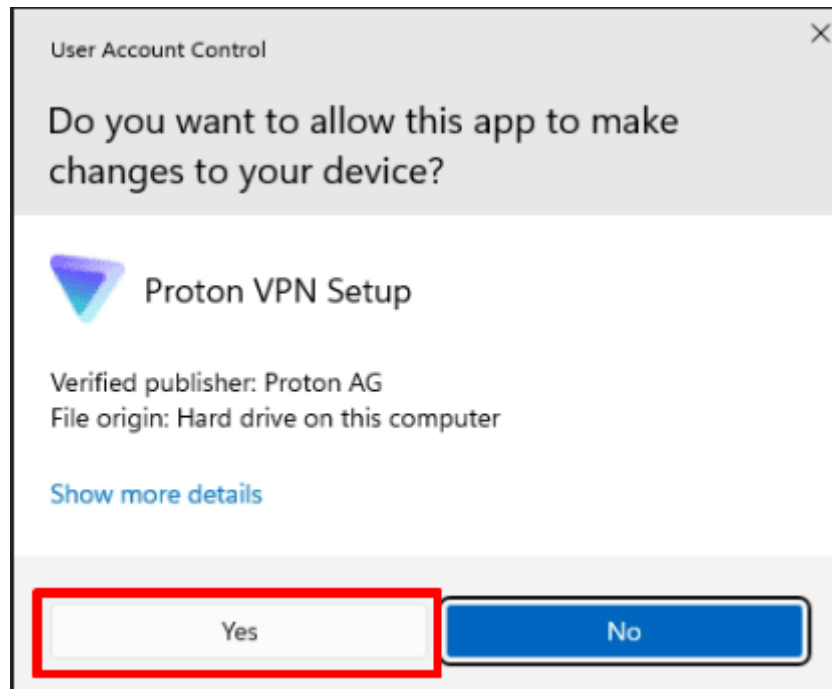 User Account Control
Do you want to allow this app to make
changes to your device?
Proton VPN Setup
Verified publisher: Proton AG
File origin: Hard drive on this computer
Show more details
Yes
No